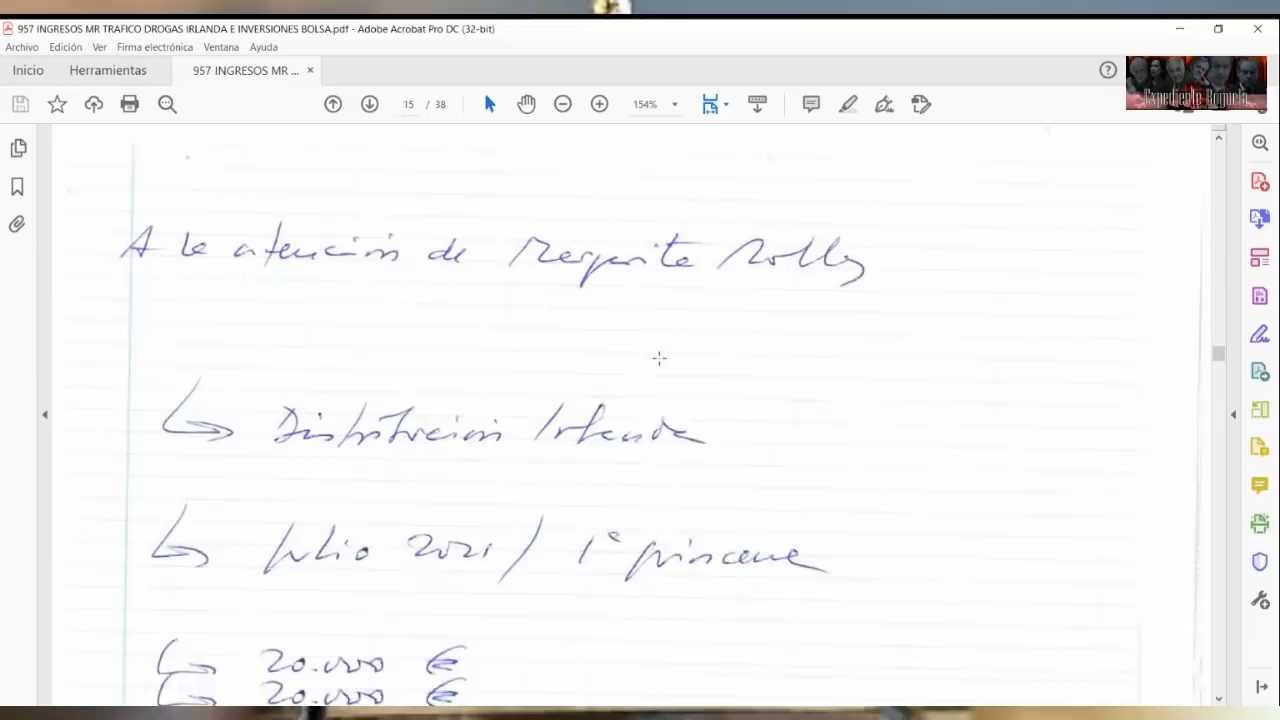 957 INGRESOS MR TRAFICO DROGAS IRLANDA E INVERSIONES BOLSA.pdf - Adobe Acrobat Pro DC (32-bit)
Archivo Edición Ver Firma electrónica Ventana Ayuda
Inicio Herramientas 957 INGRESOS MR ... ×
15 / 38 154%
Expediente Royuela
A la atención de Margarita Robles
Distribución Irlanda
Julio 2021 / 1ª quincena
20.000 €
20.000 €